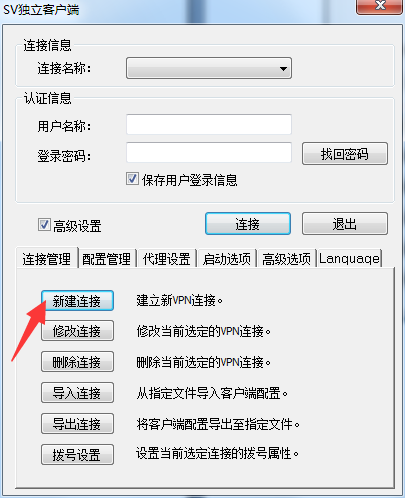 SV独立客户端
连接信息
连接名称：
认证信息
用户名称：
登录密码：
找回密码
保存用户登录信息
高级设置
连接
退出
连接管理 配置管理 代理设置 启动选项 高级选项 Language
新建连接 建立新VPN连接。
修改连接 修改当前选定的VPN连接。
删除连接 删除当前选定的VPN连接。
导入连接 从指定文件导入客户端配置。
导出连接 将客户端配置导出至指定文件。
拨号设置 设置当前选定连接的拨号属性。